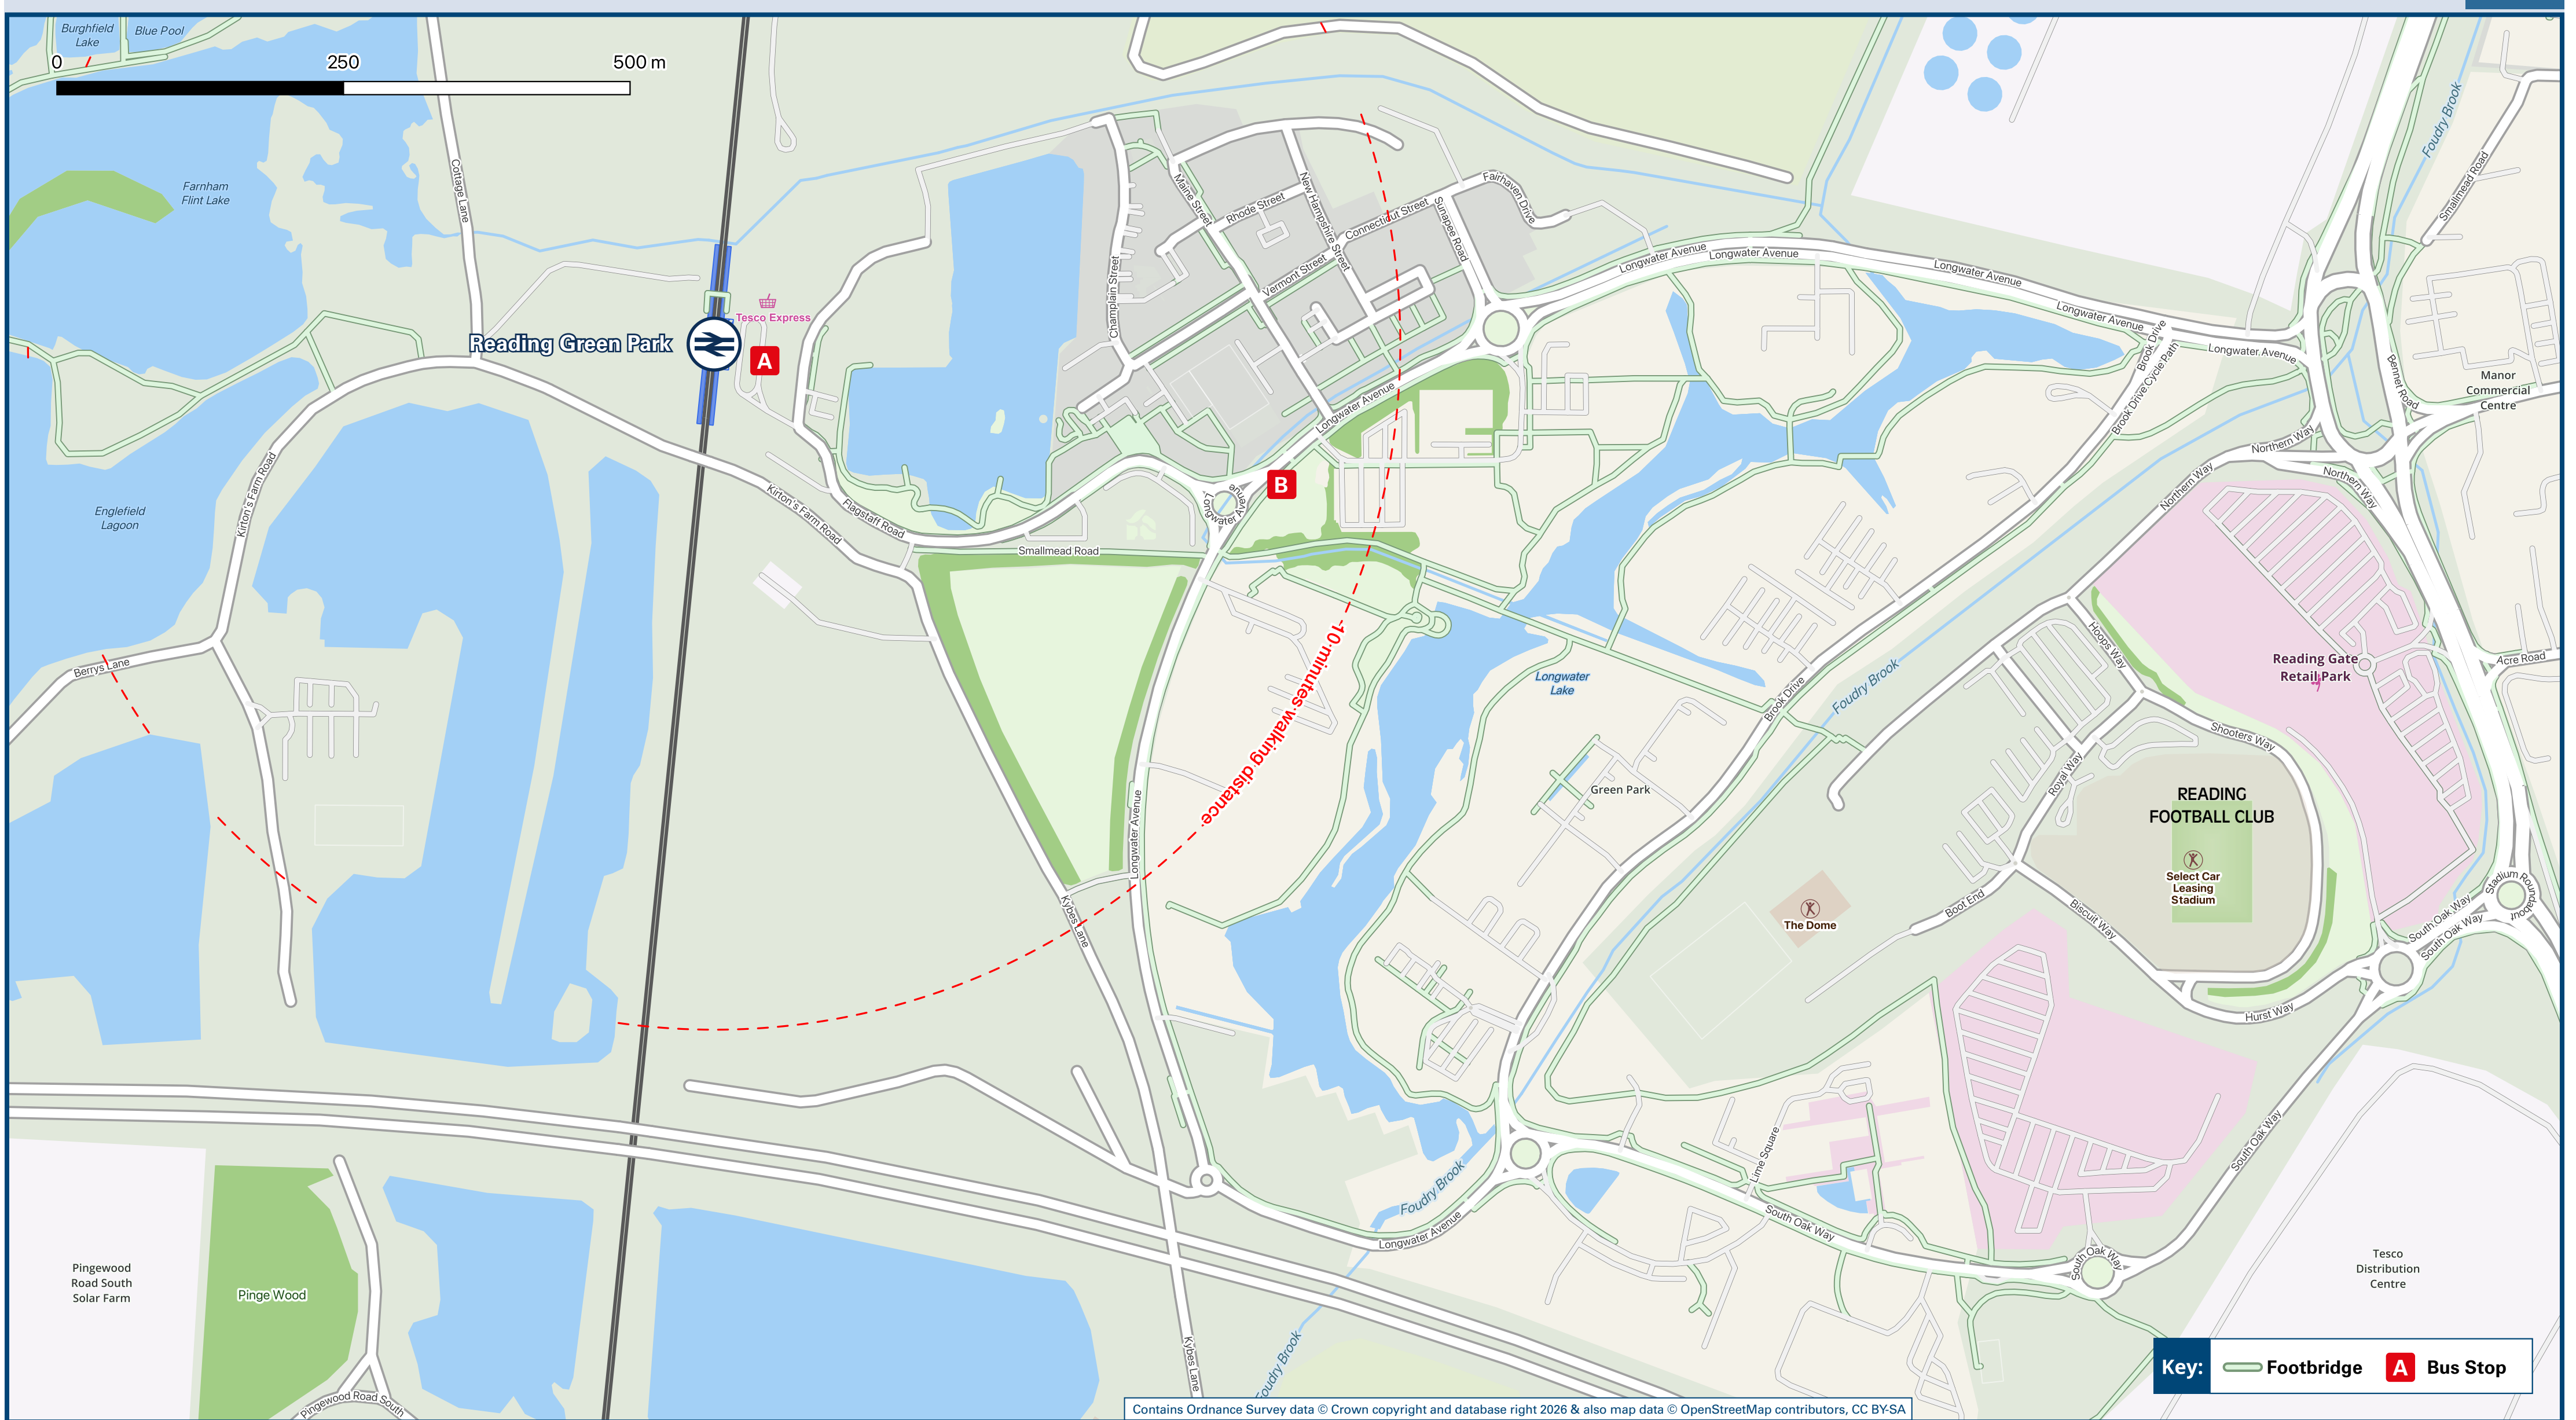 Burghfield
Lake
Blue Pool
0
250
500 m
Cottage Lane
Farnham
Flint Lake
Foudry Brook
Smallmead Road
Maine Street
Rhode Street
New Hampshire Street
Connecticut Street
Sunapee Road
Fairhaven Drive
Champlain Street
Vermont Street
Longwater Avenue
Longwater Avenue
Longwater Avenue
Longwater Avenue
Longwater Avenue
Tesco Express
Reading Green Park
A
Brook Drive
Brook Drive Cycle Path
Bennet Road
Manor
Commercial
Centre
Longwater Avenue
B
Longwater Avenue
Northern Way
Northern Way
Northern Way
Kirton's Farm Road
Kirton's Farm Road
Flagstaff Road
Englefield
Lagoon
Smallmead Road
Berrys Lane
-10 minutes walking distance-
Longwater
Lake
Foudry Brook
Brook Drive
Hoops Way
Reading Gate
Retail Park
Acre Road
Shooters Way
Royal Way
Green Park
READING
FOOTBALL CLUB
Select Car
Leasing
Stadium
The Dome
Longwater Avenue
Kybes Lane
Boot End
Biscuit Way
South Oak Way
South Oak Way
Stadium Roundabout
Hurst Way
Foudry Brook
Lime Square
South Oak Way
Longwater Avenue
South Oak Way
South Oak Way
Pingewood
Road South
Solar Farm
Pinge Wood
Tesco
Distribution
Centre
Kybes Lane
Foudry Brook
Pingewood Road South
Key:
Footbridge
A
Bus Stop
Contains Ordnance Survey data © Crown copyright and database right 2026 & also map data © OpenStreetMap contributors, CC BY-SA